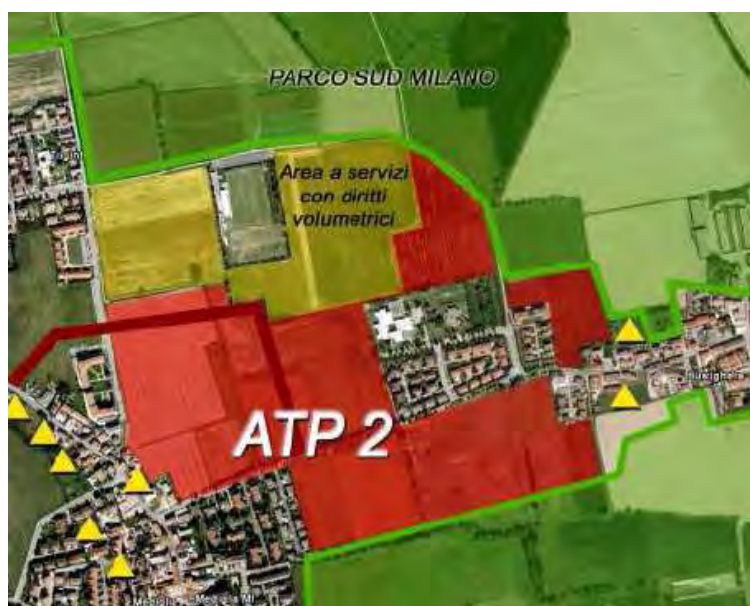 PARCO SUD MILANO
Area a servizi
con diritti
volumetrici
ATP 2